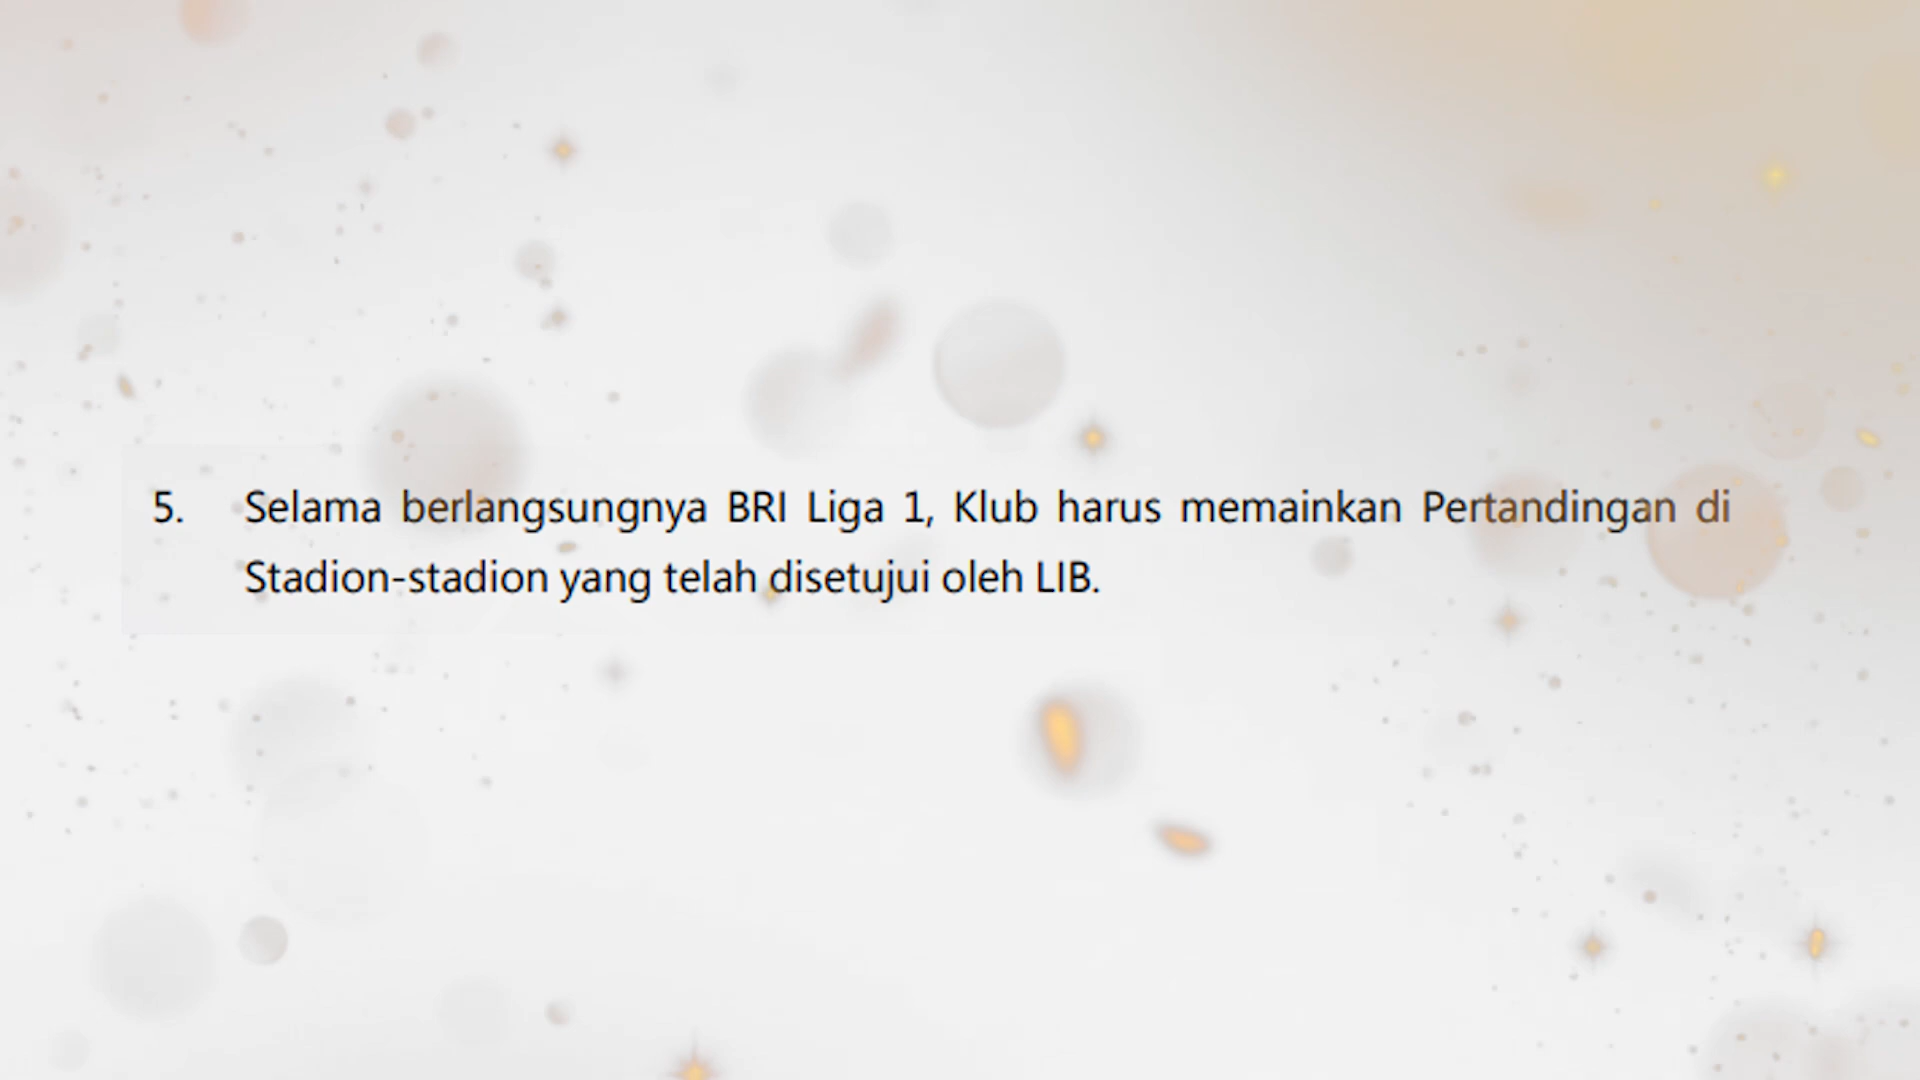 5. Selama berlangsungnya BRI Liga 1, Klub harus memainkan Pertandingan di
Stadion-stadion yang telah disetujui oleh LIB.